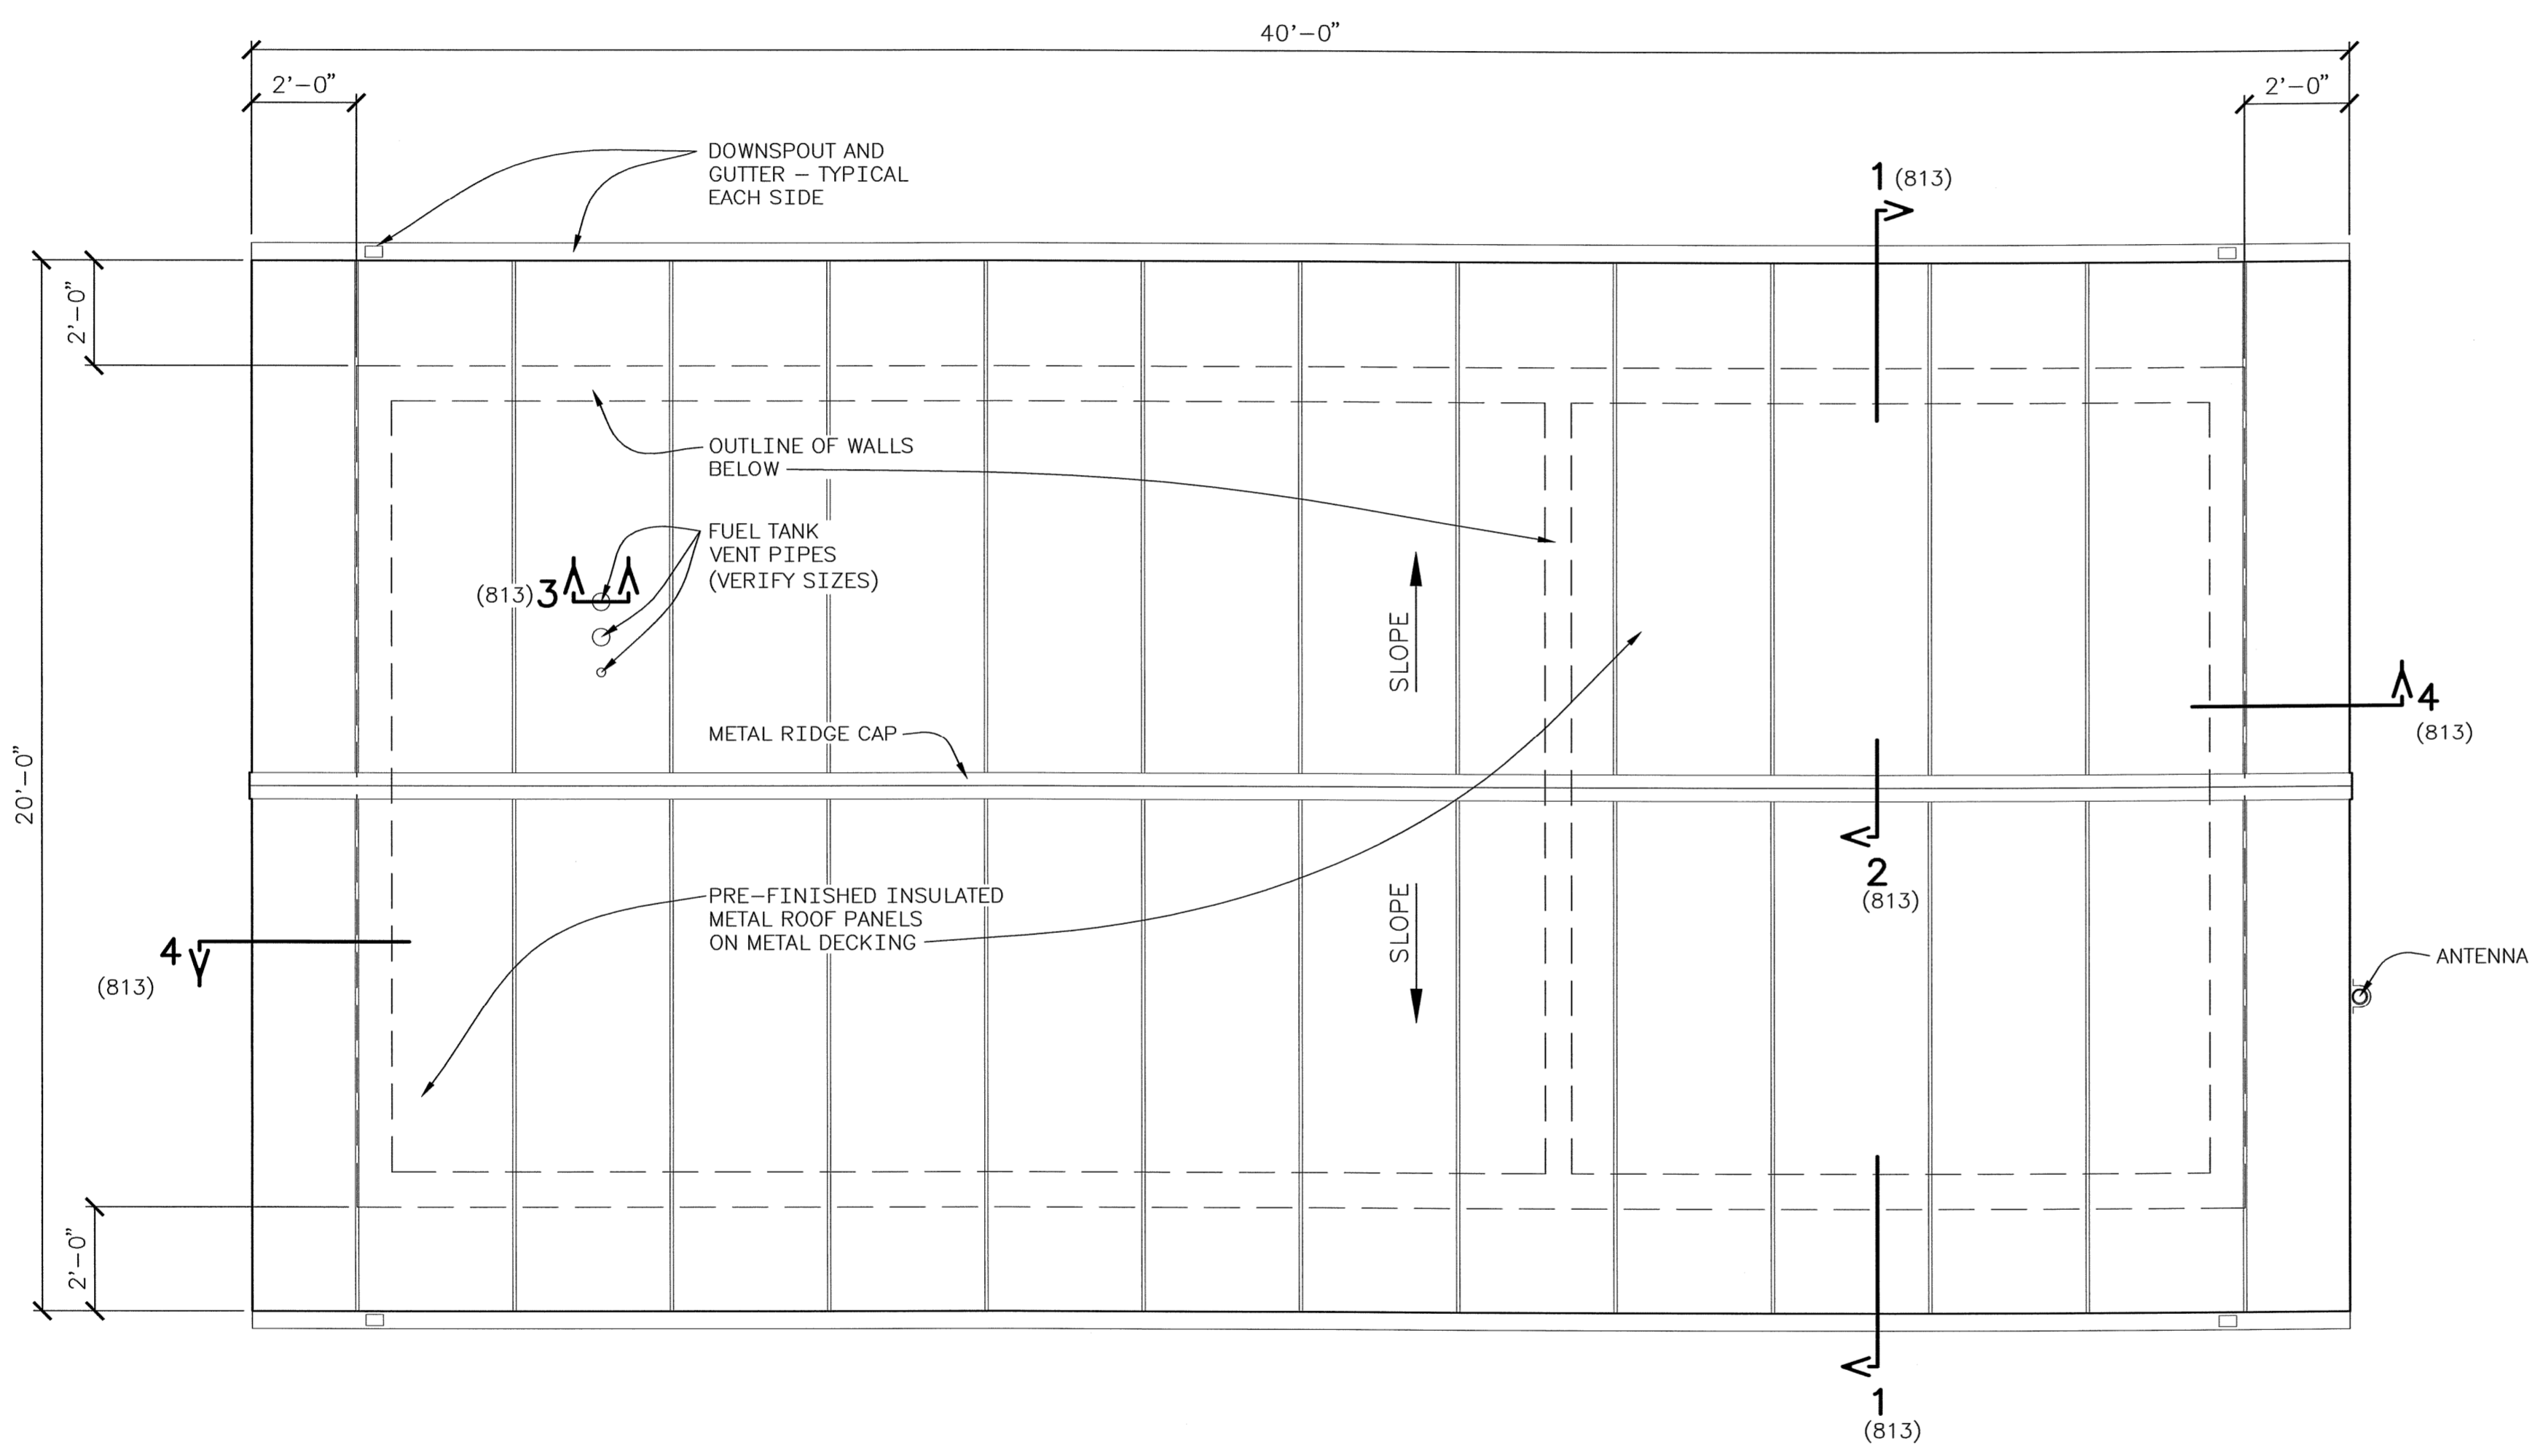 40'-0"
2'-0"
2'-0"
DOWNSPOUT AND
GUTTER – TYPICAL
EACH SIDE
1 (813)
2'-0"
OUTLINE OF WALLS
BELOW
FUEL TANK
VENT PIPES
(VERIFY SIZES)
(813) 3
SLOPE
4
(813)
METAL RIDGE CAP
20'-0"
2
(813)
PRE-FINISHED INSULATED
METAL ROOF PANELS
ON METAL DECKING
SLOPE
4
(813)
ANTENNA
2'-0"
1
(813)